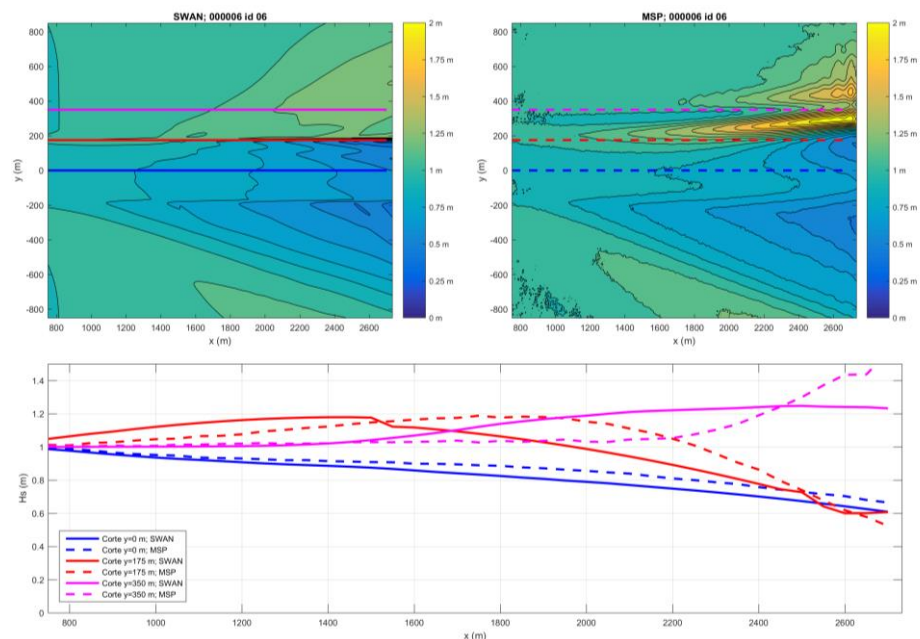 SWAN; 000006 id 06
800
600
400
200
0
-200
-400
-600
-800
y (m)
800 1000 1200 1400 1600 1800 2000 2200 2400 2600
x (m)
2 m
1.75 m
1.5 m
1.25 m
1 m
0.75 m
0.5 m
0.25 m
0 m
MSP; 000006 id 06
800
600
400
200
0
-200
-400
-600
-800
y (m)
800 1000 1200 1400 1600 1800 2000 2200 2400 2600
x (m)
2 m
1.75 m
1.5 m
1.25 m
1 m
0.75 m
0.5 m
0.25 m
0 m
1.4
1.2
1
0.8
0.6
0.4
0.2
0
Hs (m)
Corte y=0 m; SWAN
Corte y=0 m; MSP
Corte y=175 m; SWAN
Corte y=175 m; MSP
Corte y=350 m; SWAN
Corte y=350 m; MSP
800 1000 1200 1400 1600 1800 2000 2200 2400 2600
x (m)